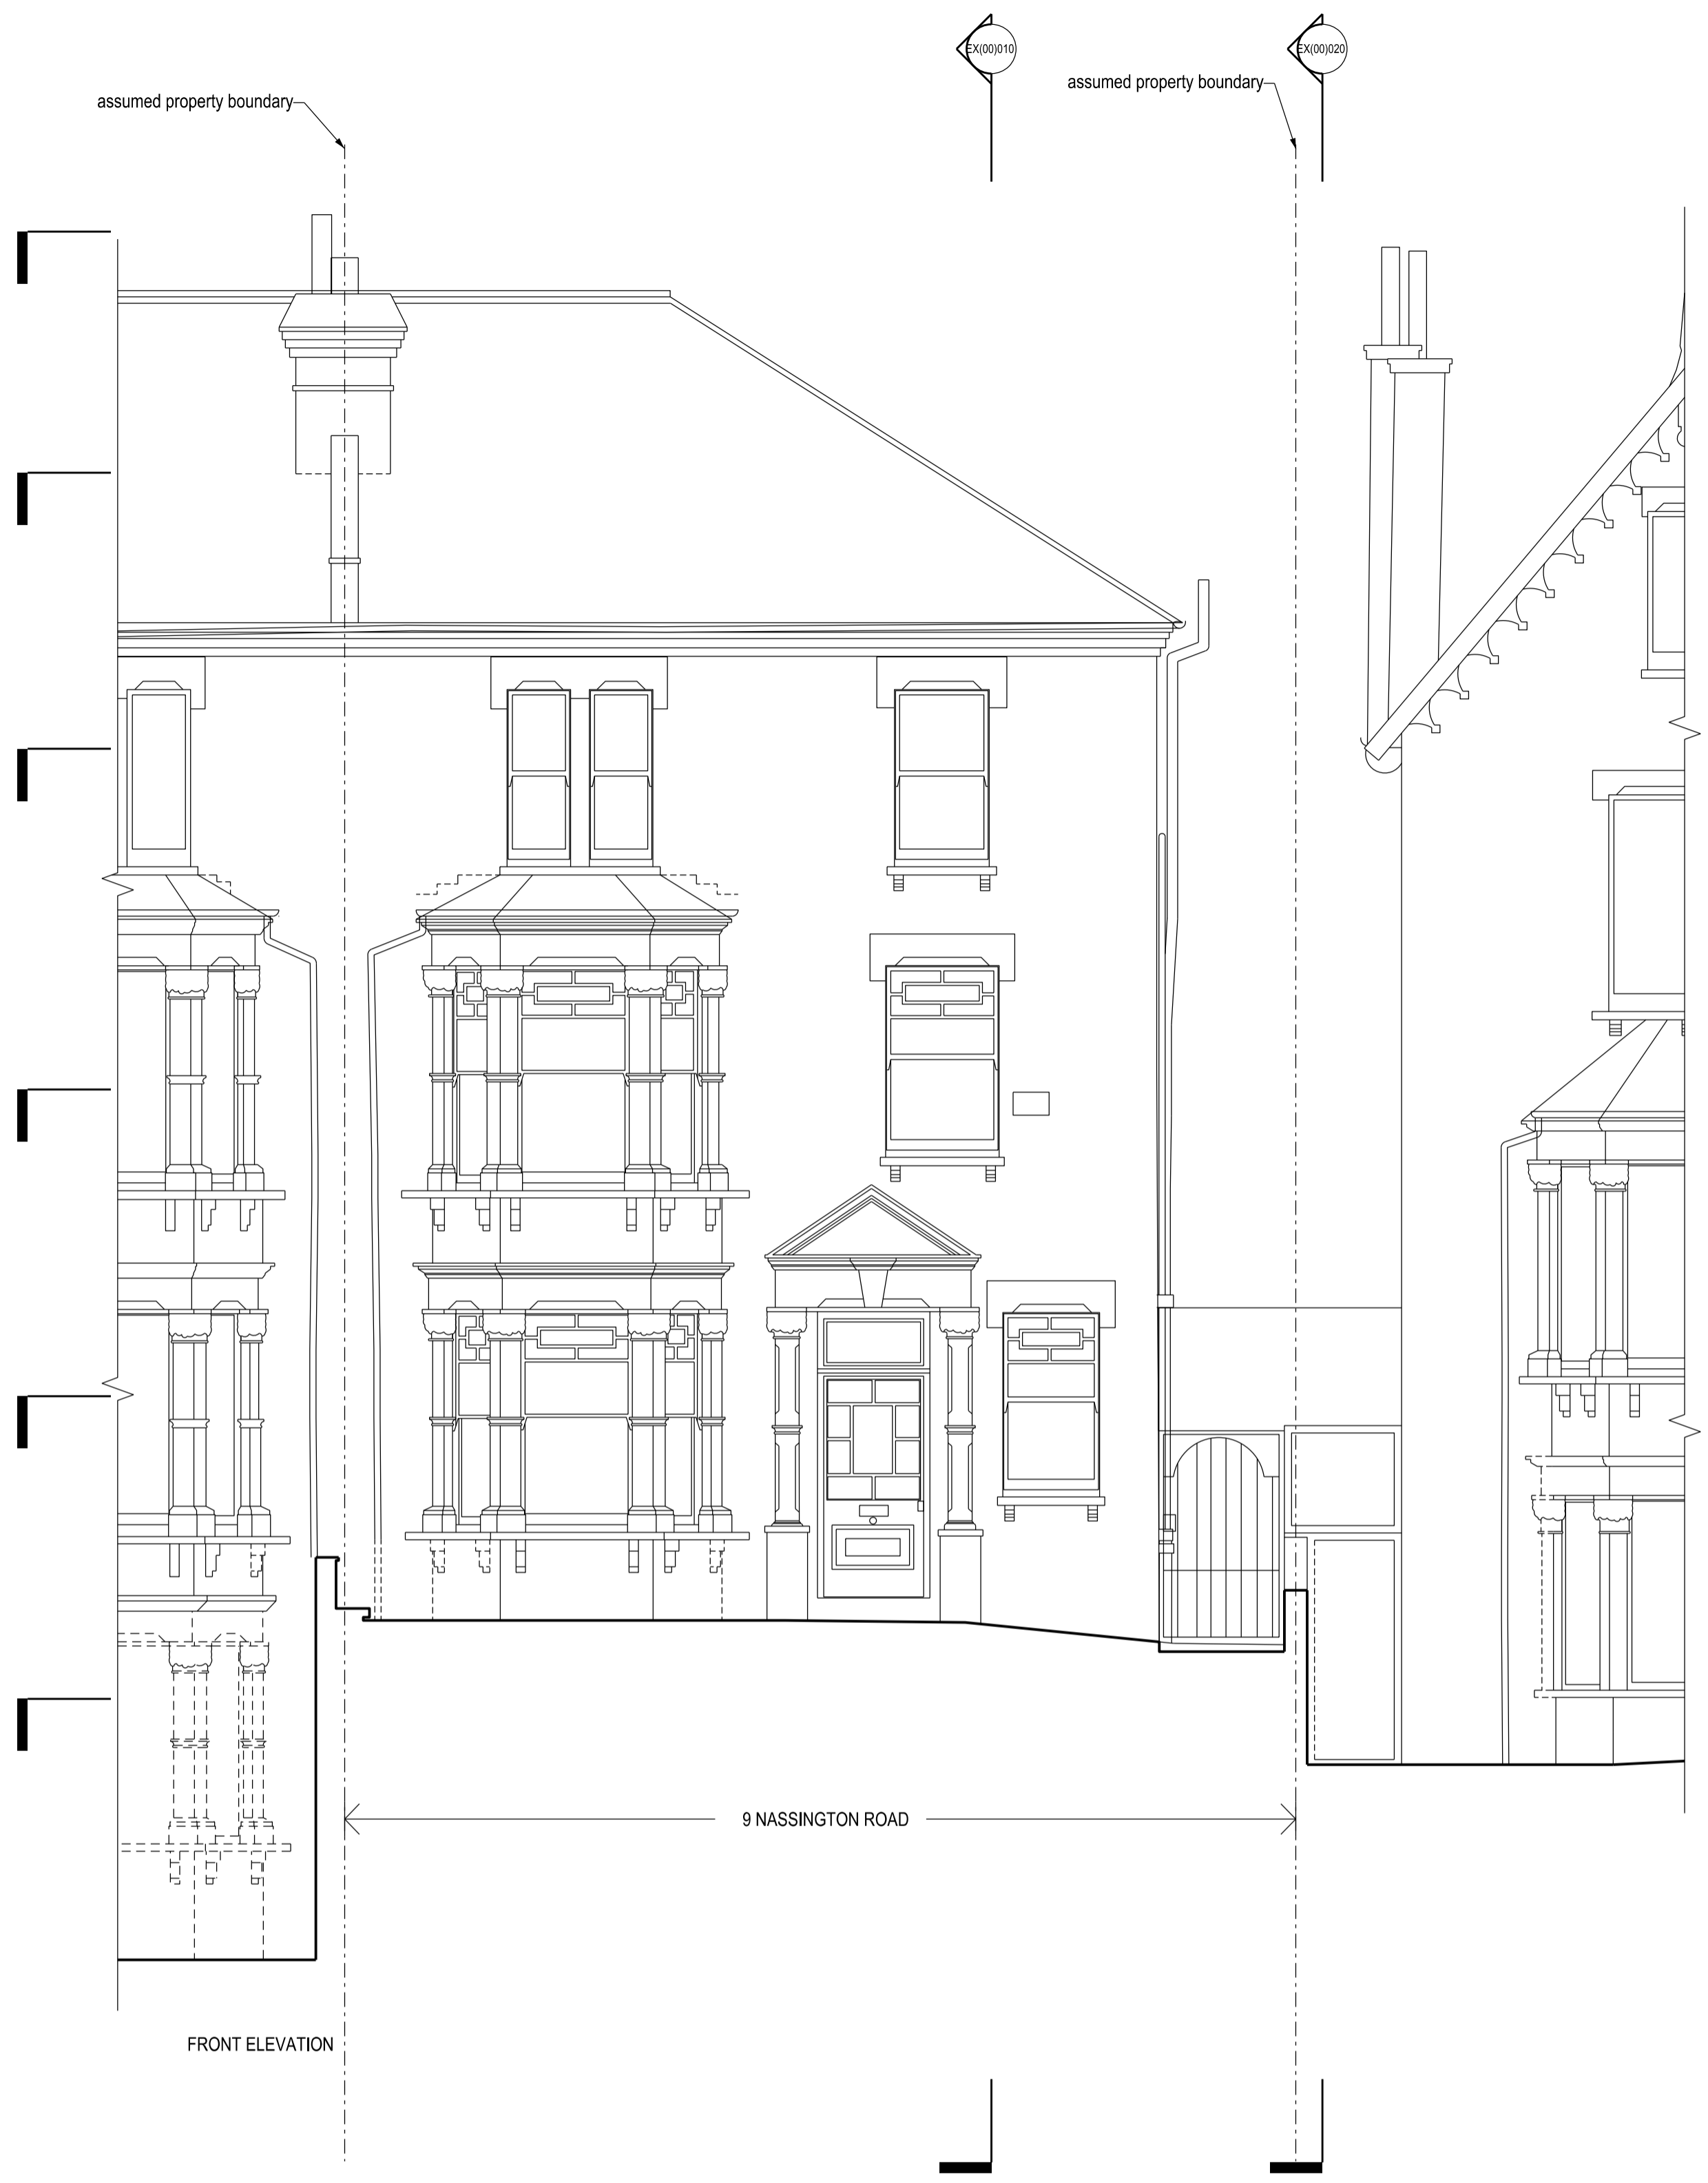 EX(00)010
EX(00)020
assumed property boundary
assumed property boundary
9 NASSINGTON ROAD
FRONT ELEVATION